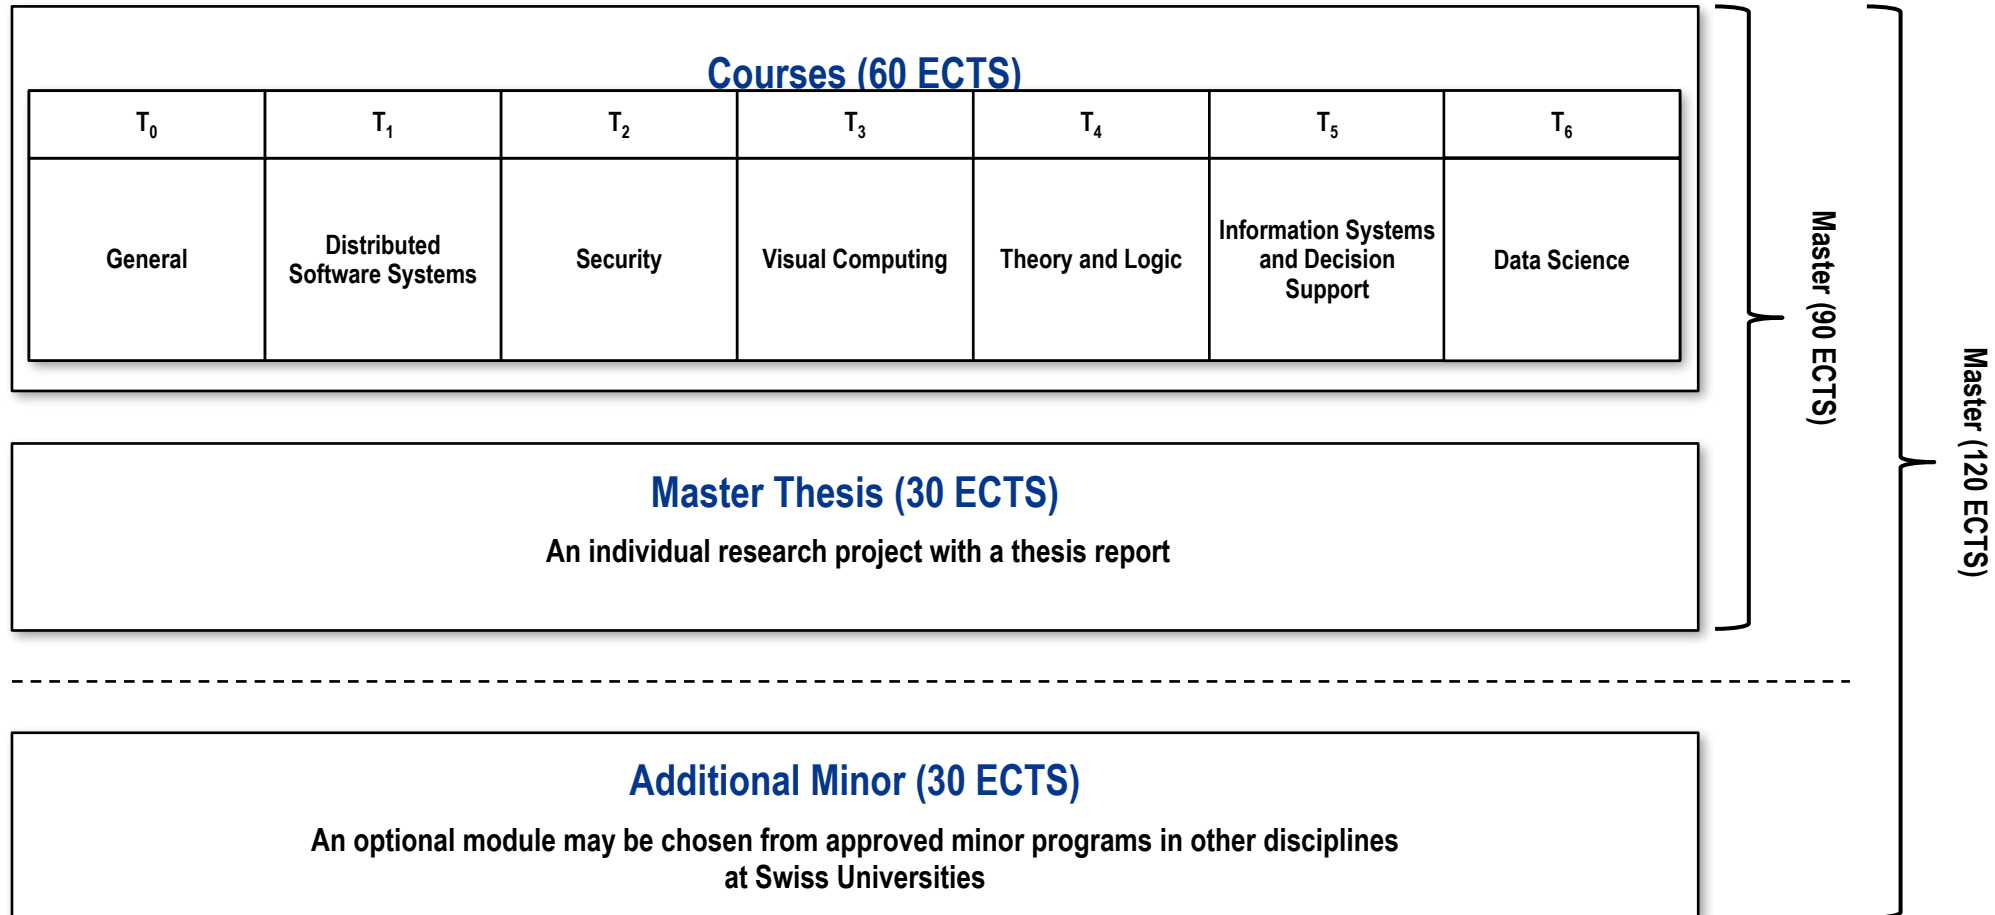 Courses (60 ECTS)
T0 T1 T2 T3 T4 T5 T6
General
Distributed
Software Systems
Security
Visual Computing
Theory and Logic
Information Systems
and Decision
Support
Data Science
Master (90 ECTS)
Master Thesis (30 ECTS)
An individual research project with a thesis report
Master (120 ECTS)
Additional Minor (30 ECTS)
An optional module may be chosen from approved minor programs in other disciplines
at Swiss Universities